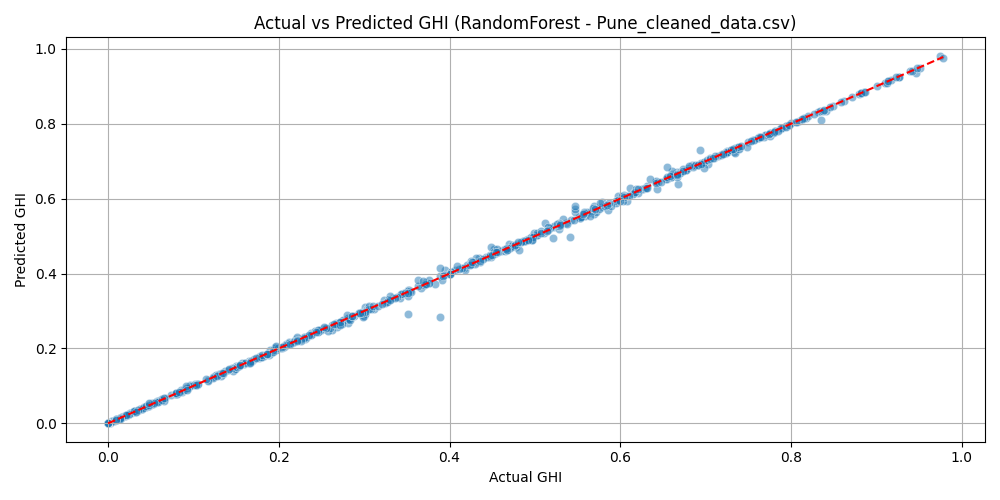 Actual vs Predicted GHI (RandomForest - Pune_cleaned_data.csv)
1.0
0.8
0.6
0.4
0.2
0.0
Predicted GHI
0.0 0.2 0.4 0.6 0.8 1.0
Actual GHI